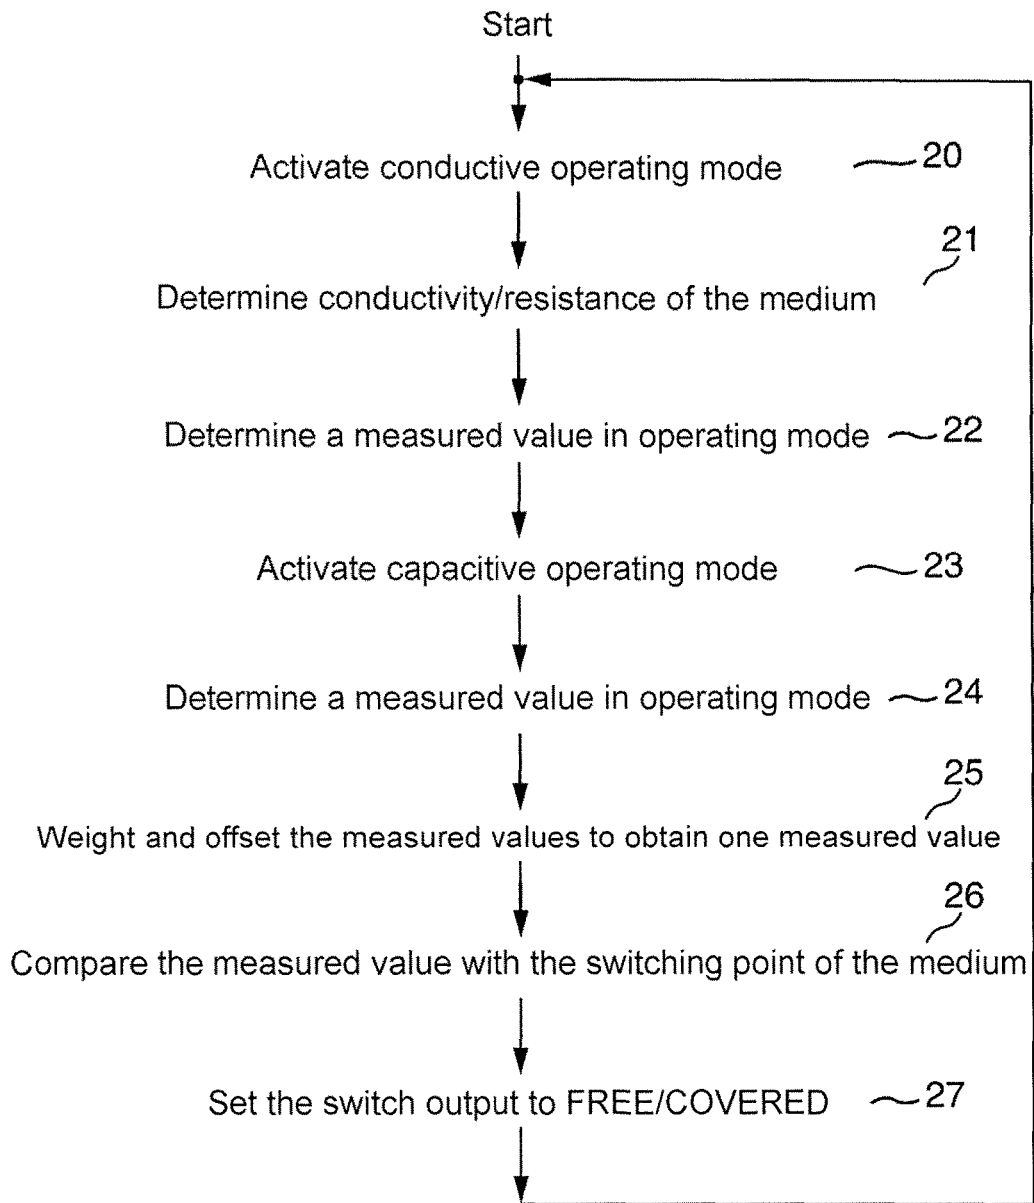 Start
Activate conductive operating mode 20
21
Determine conductivity/resistance of the medium
Determine a measured value in operating mode 22
Activate capacitive operating mode 23
Determine a measured value in operating mode 24
25
Weight and offset the measured values to obtain one measured value
26
Compare the measured value with the switching point of the medium
Set the switch output to FREE/COVERED 27